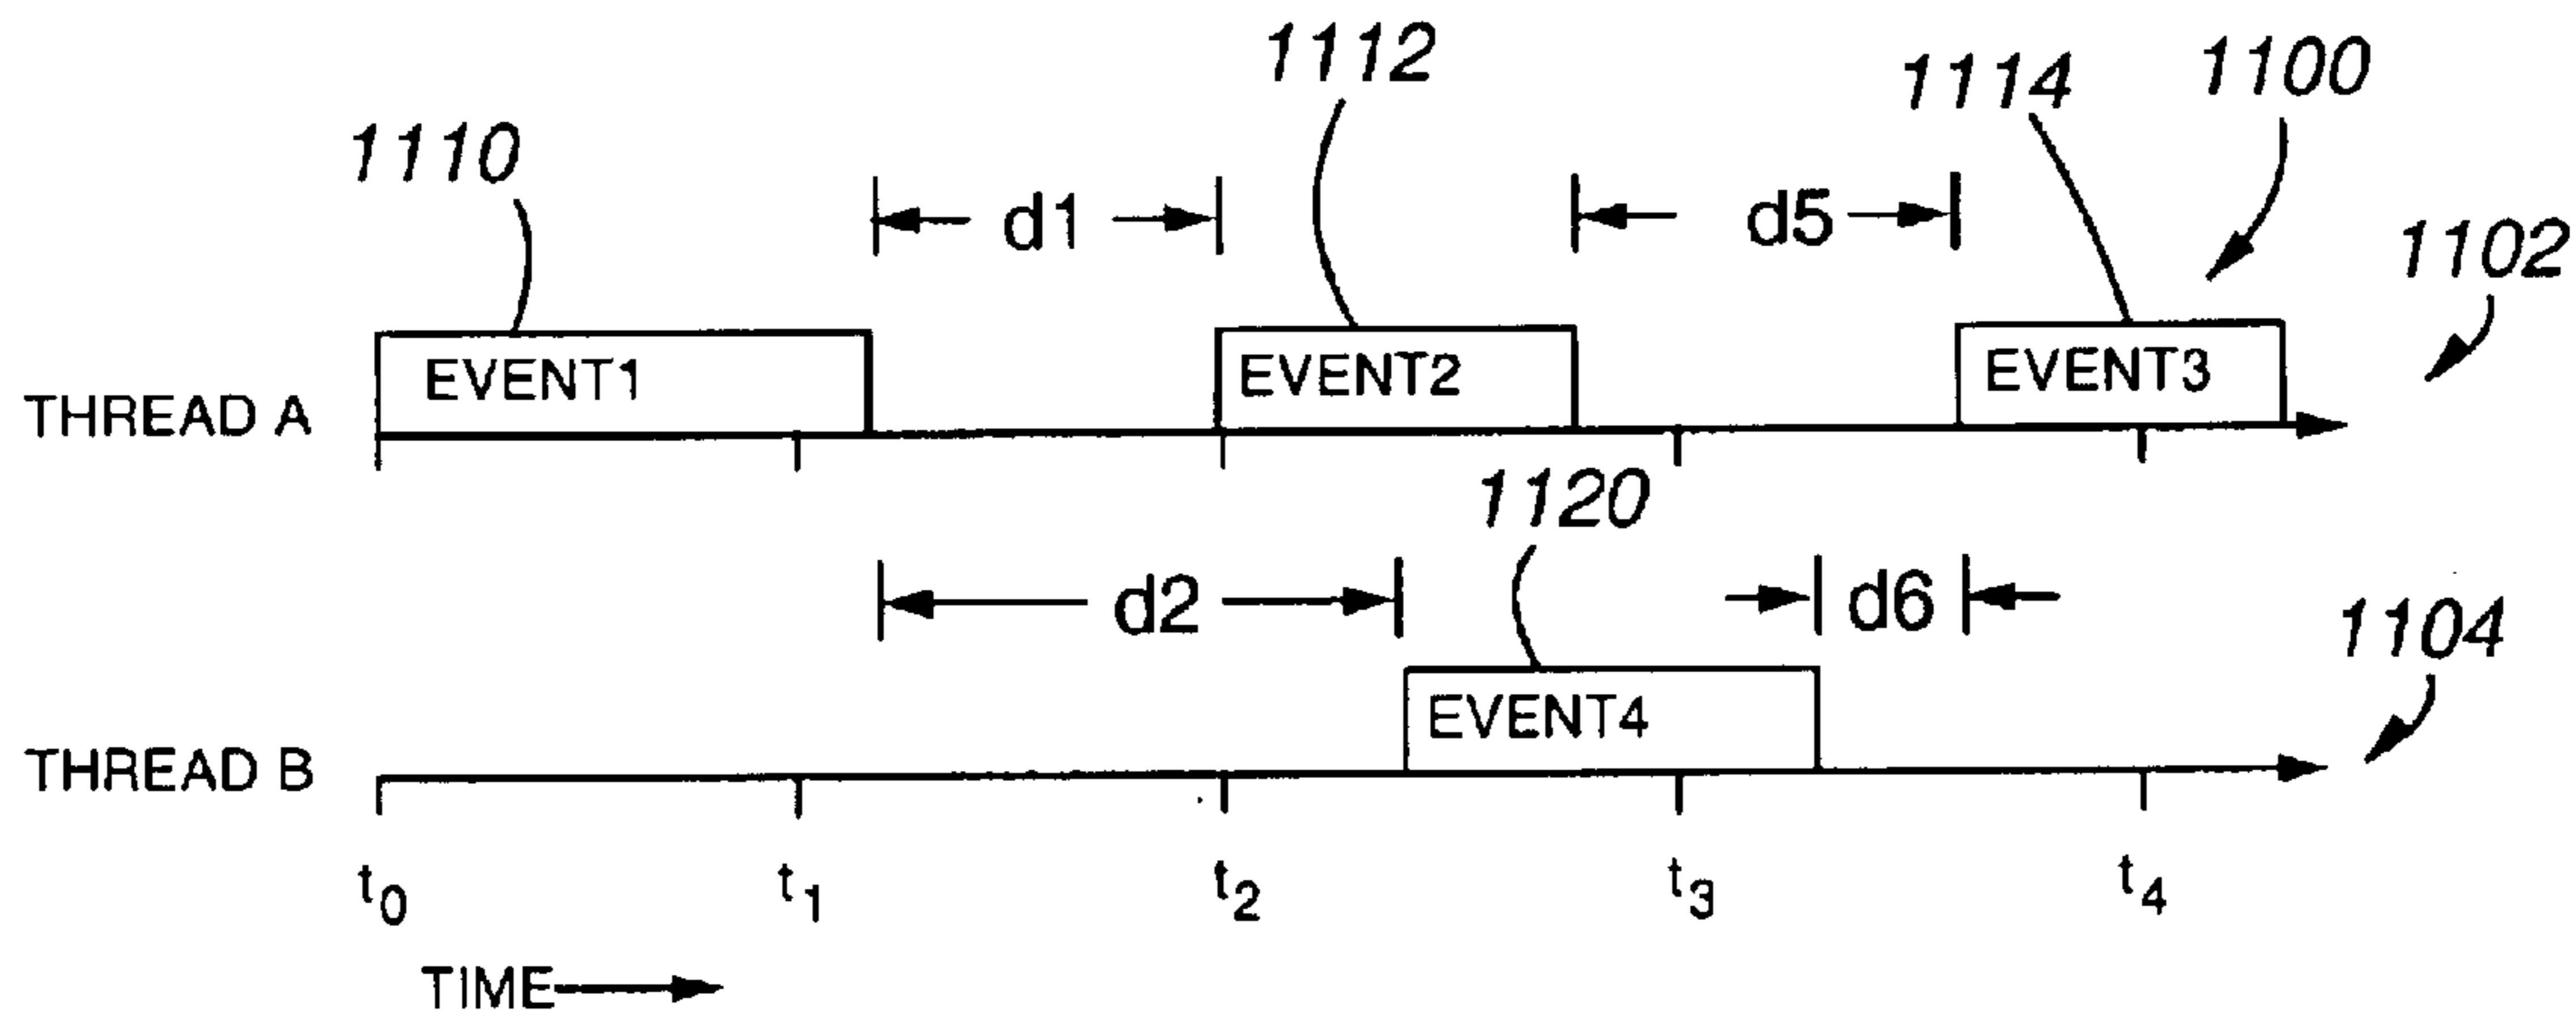 1110 1112 1114 1100
d1 d5 1102
EVENT1 EVENT2 EVENT3
THREAD A
1120
d2 d6 1104
EVENT4
THREAD B
t0 t1 t2 t3 t4
TIME